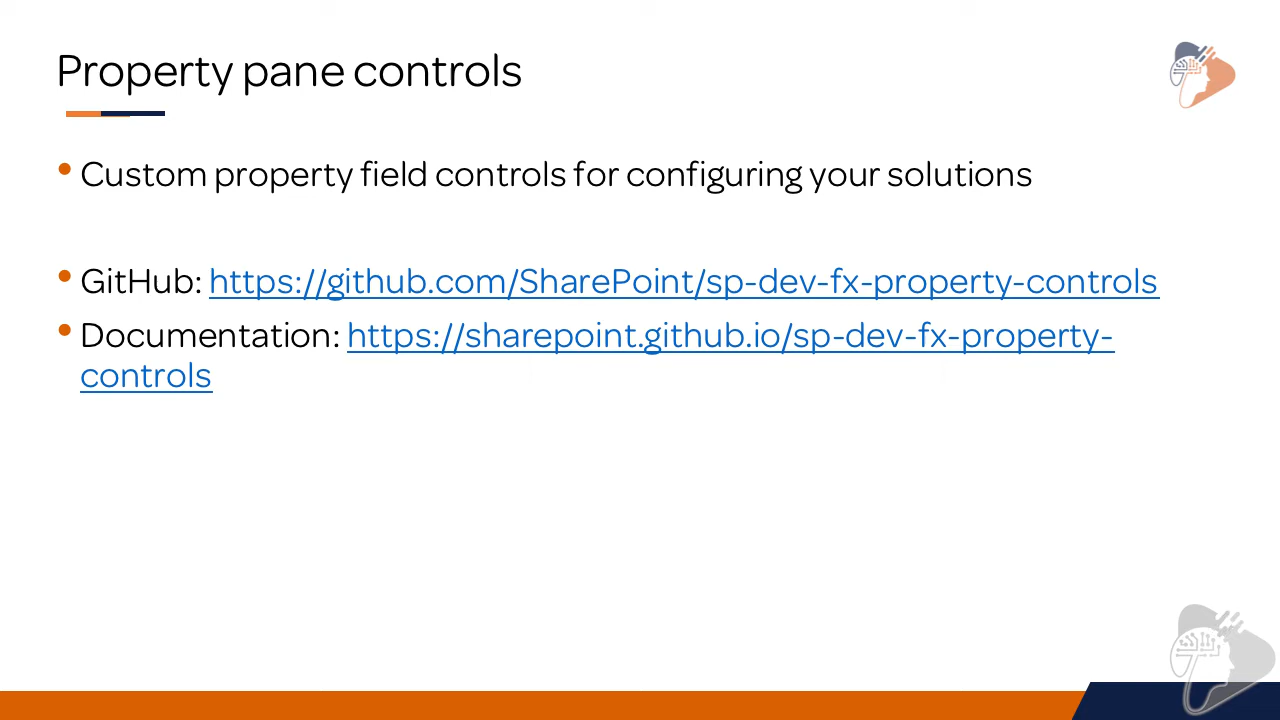 Property pane controls
• Custom property field controls for configuring your solutions
• GitHub: https://github.com/SharePoint/sp-dev-fx-property-controls
• Documentation: https://sharepoint.github.io/sp-dev-fx-property-
controls